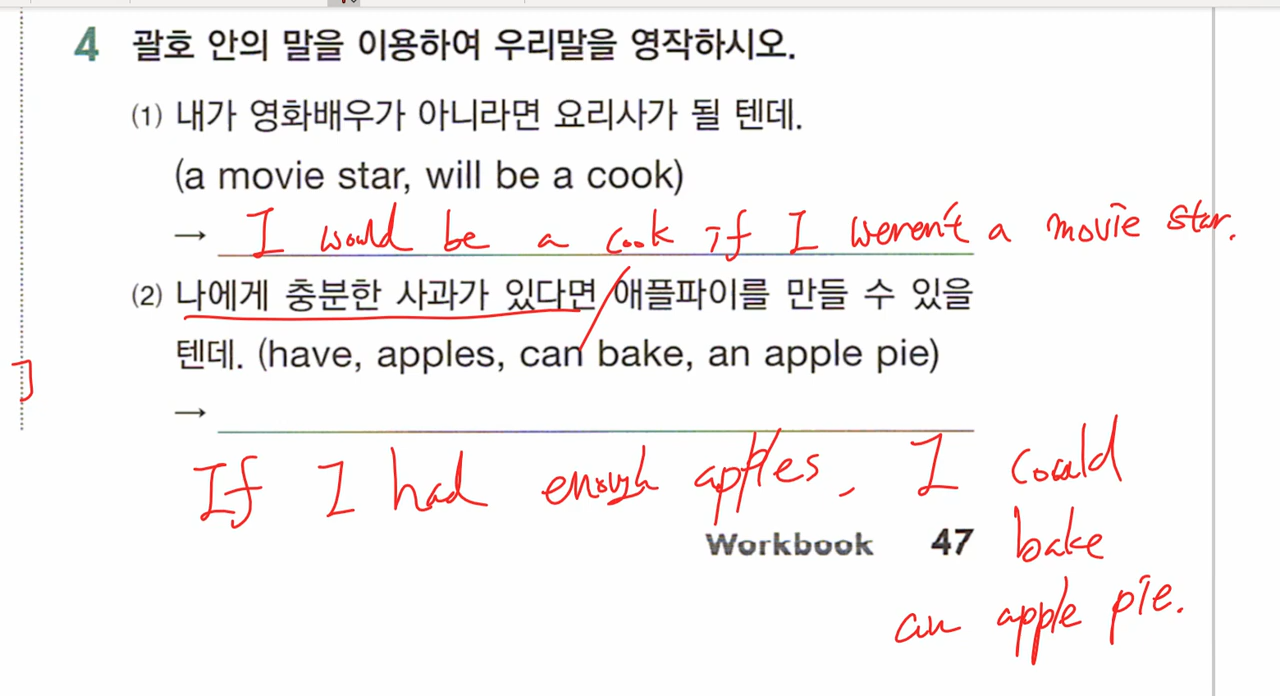 4 괄호 안의 말을 이용하여 우리말을 영작하시오.
(1) 내가 영화배우가 아니라면 요리사가 될 텐데.
(a movie star, will be a cook)
→ I would be a cook if I weren't a movie star.
(2) 나에게 충분한 사과가 있다면 애플파이를 만들 수 있을
텐데. (have, apples, can bake, an apple pie)
→
If I had enough apples, I could
bake
an apple pie.
Workbook 47